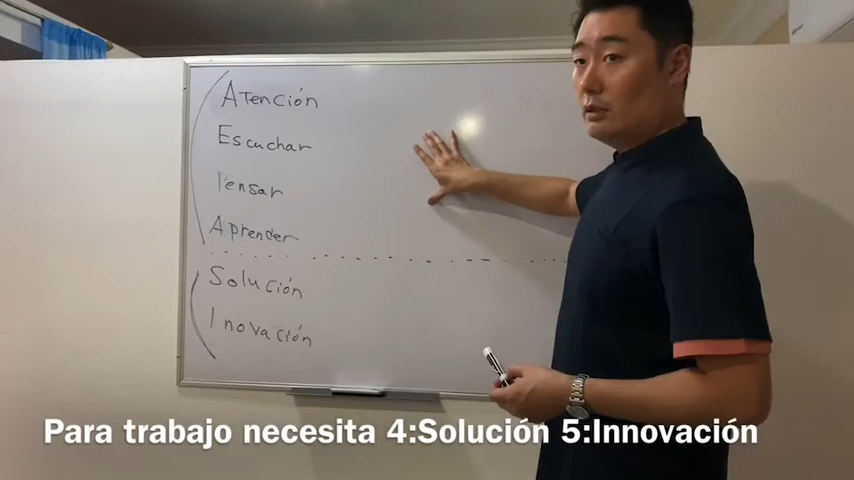 Atención
Escuchar
Pensar
Aprender
Solución
Inovación
Para trabajo necesita 4:Solución 5:Innovación